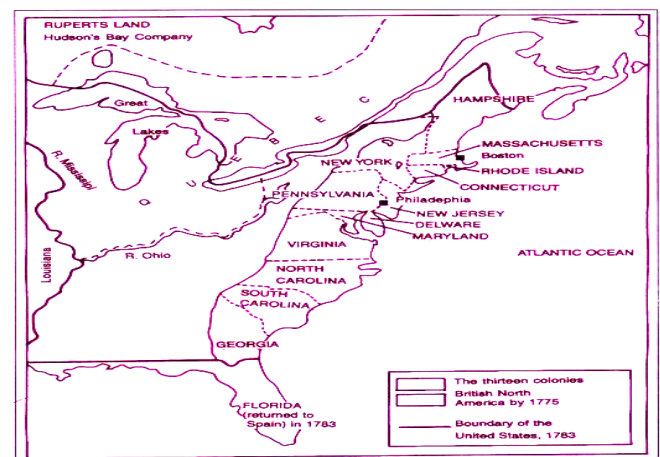 RUPERTS LAND
Hudson's Bay Company
Great
Lakes
QUEBEC
HAMPSHIRE
MASSACHUSETTS
Boston
RHODE ISLAND
CONNECTICUT
NEW YORK
PENNSYLVANIA
Philadephia
NEW JERSEY
DELWARE
MARYLAND
R. Mississipi
R. Ohio
Louisiana
VIRGINIA
ATLANTIC OCEAN
NORTH
CAROLINA
SOUTH
CAROLINA
GEORGIA
FLORIDA
(returned to
Spain) in 1783
The thirteen colonies
British North
America by 1775
Boundary of the
United States, 1783